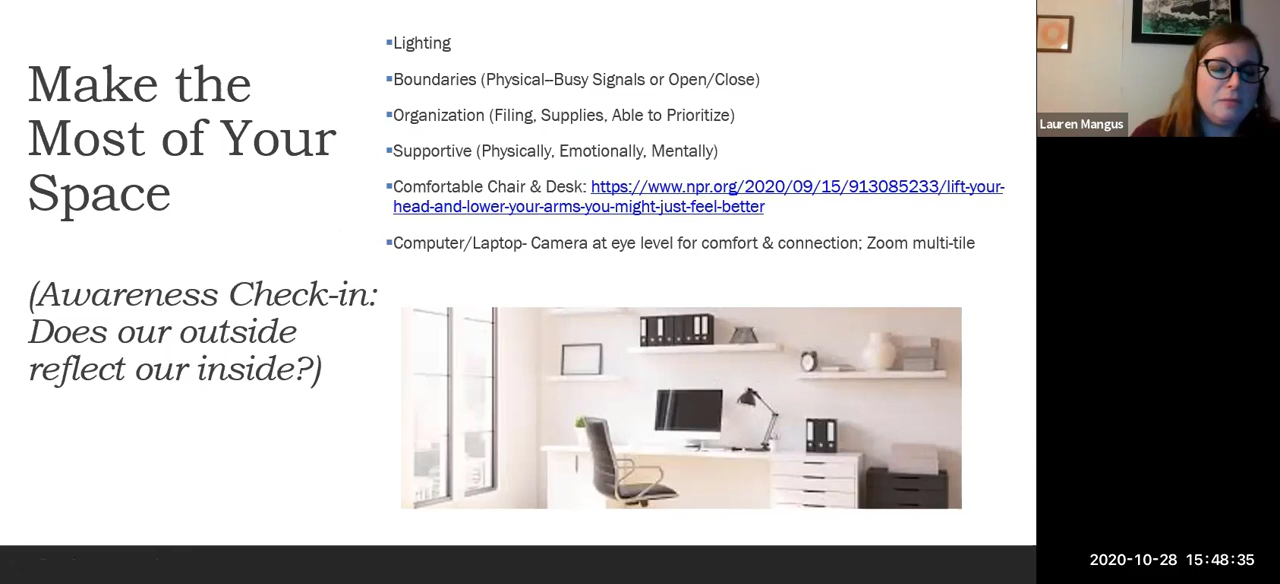 Make the
Most of Your
Space
(Awareness Check-in:
Does our outside
reflect our inside?)
▪Lighting
▪Boundaries (Physical–Busy Signals or Open/Close)
▪Organization (Filing, Supplies, Able to Prioritize)
▪Supportive (Physically, Emotionally, Mentally)
▪Comfortable Chair & Desk: https://www.npr.org/2020/09/15/913085233/lift-your-
head-and-lower-your-arms-you-might-just-feel-better
▪Computer/Laptop- Camera at eye level for comfort & connection; Zoom multi-tile
Lauren Mangus
2020-10-28 15:48:35